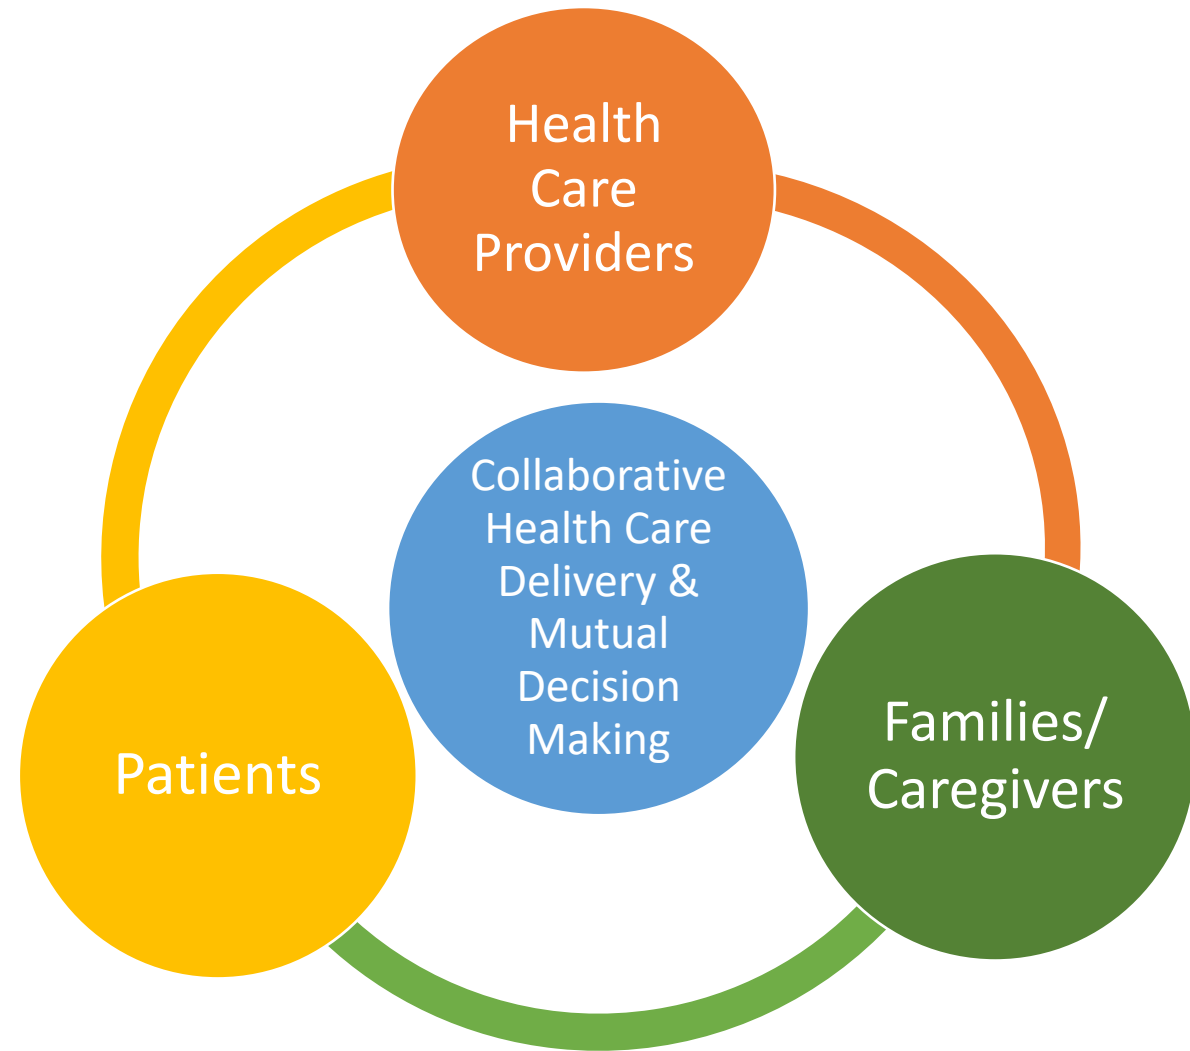 Health
Care
Providers
Collaborative
Health Care
Delivery &
Mutual
Decision
Making
Patients
Families/
Caregivers